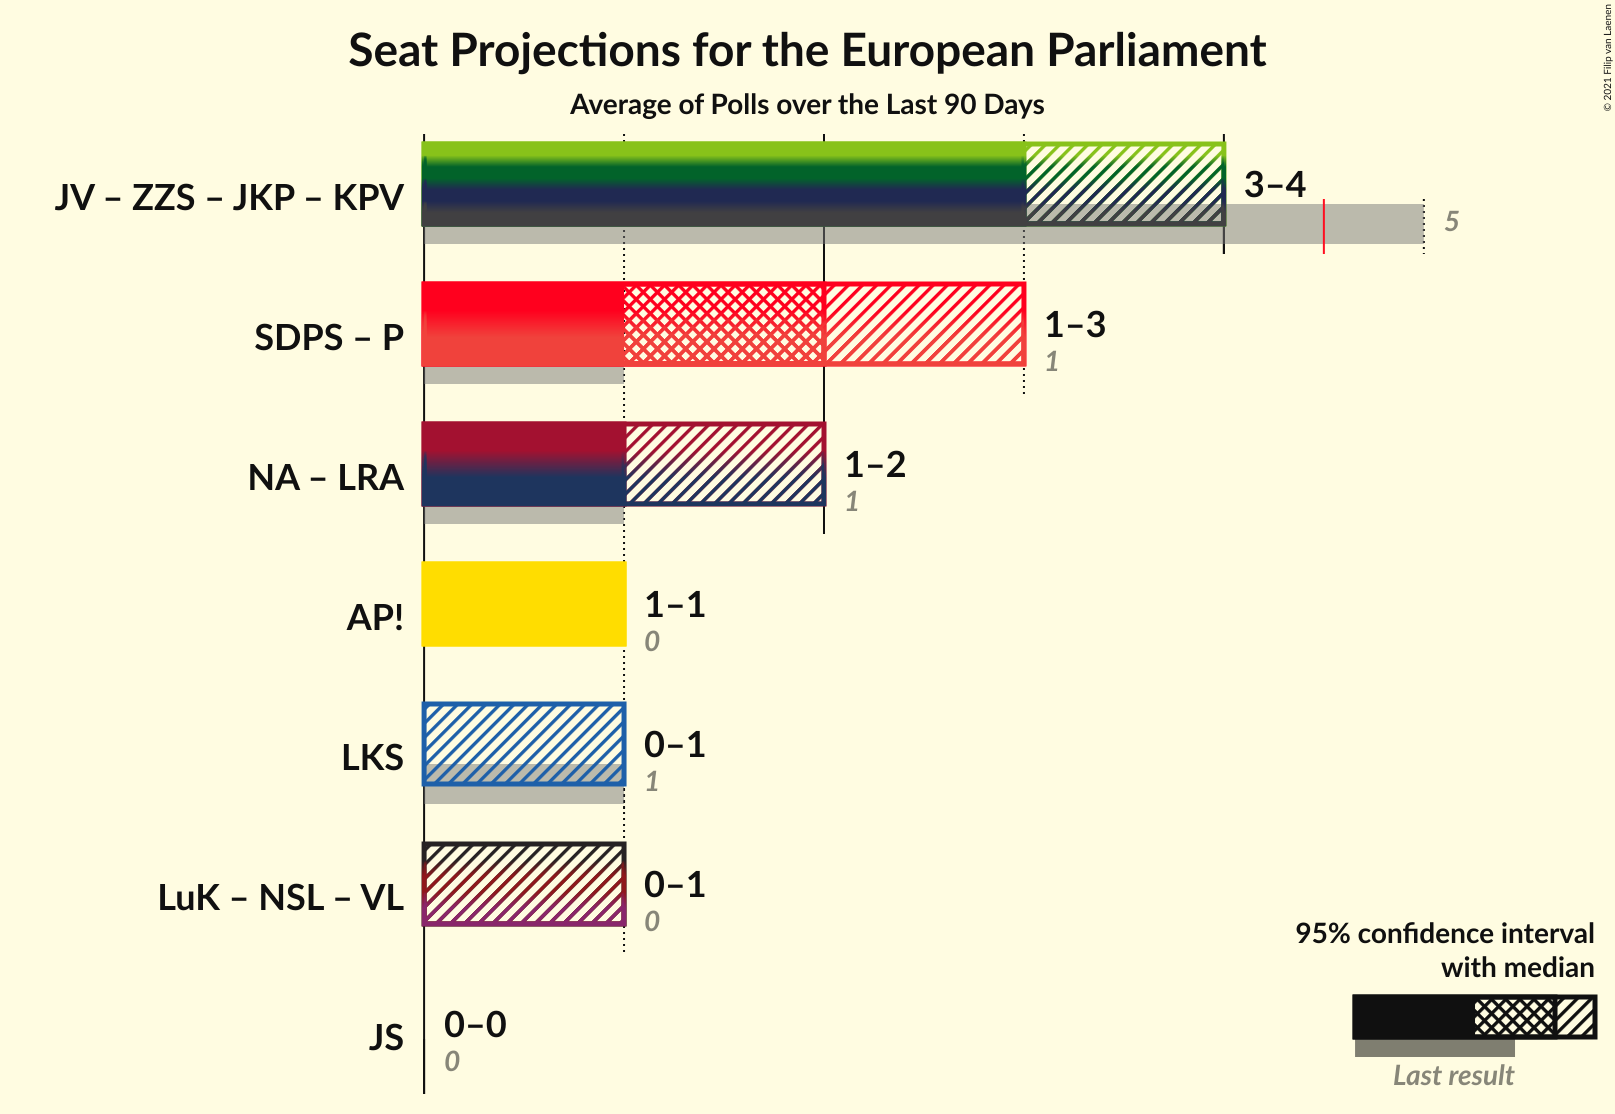 Seat Projections for the European Parliament
Average of Polls over the Last 90 Days
© 2021 Filip van Laenen
JV – ZZS – JKP – KPV
3–4
5
SDPS – P
1–3
1
NA – LRA
1–2
1
AP!
1–1
0
LKS
0–1
1
LuK – NSL – VL
0–1
0
JS
0–0
0
95% confidence interval
with median
Last result